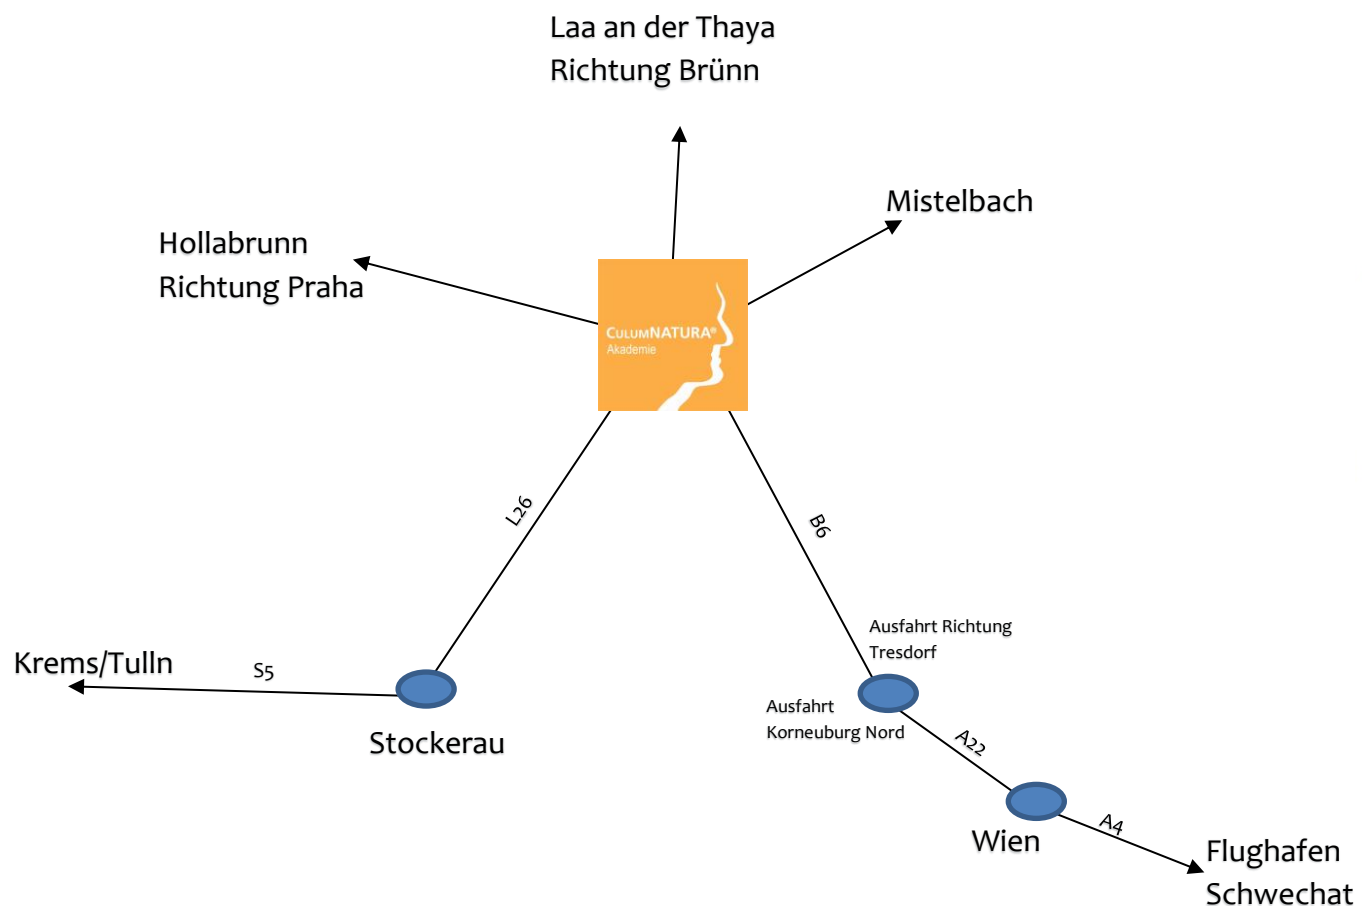 Laa an der Thaya
Richtung Brünn
Mistelbach
Hollabrunn
Richtung Praha
CULUMNATURA®
Akademie
L26
B6
Ausfahrt Richtung
Tresdorf
Krems/Tulln
S5
Ausfahrt
Korneuburg Nord
Stockerau
A22
A4
Wien
Flughafen
Schwechat